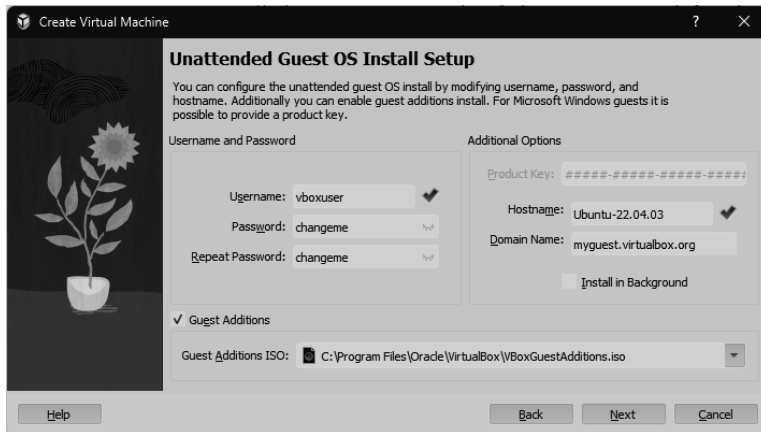 Create Virtual Machine
Unattended Guest OS Install Setup
You can configure the unattended guest OS install by modifying username, password, and
hostname. Additionally you can enable guest additions install. For Microsoft Windows guests it is
possible to provide a product key.
Username and Password
Username: vboxuser
Password: changeme
Repeat Password: changeme
Additional Options
Product Key: #####-#####-#####-#####
Hostname: Ubuntu-22.04.03
Domain Name: myguest.virtualbox.org
Install in Background
Guest Additions
Guest Additions ISO: C:\Program Files\Oracle\VirtualBox\VBoxGuestAdditions.iso
Help
Back
Next
Cancel